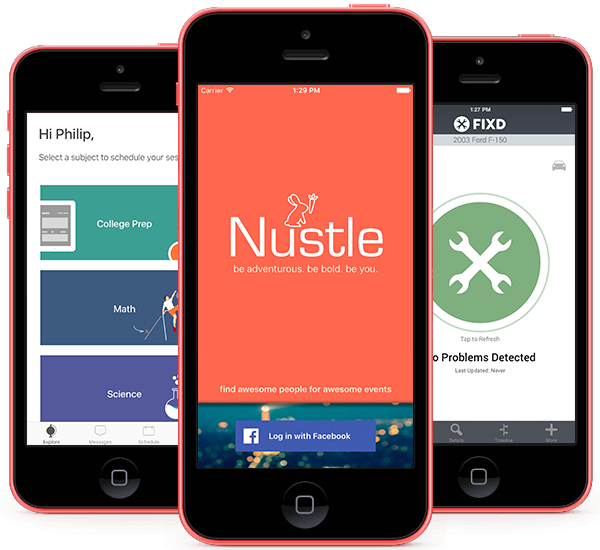 Hi Philip,
Select a subject to schedule your ses
College Prep
Math
Science
Explore
Messages
Schedule
Carrier
1:29 PM
Nustle
be adventurous. be bold. be you.
find awesome people for awesome events
f
Log in with Facebook
1:27 PM
FIXD
2003 Ford F-150
Tap to Refresh
o Problems Detected
Last Updated: Never
Details
Timeline
More